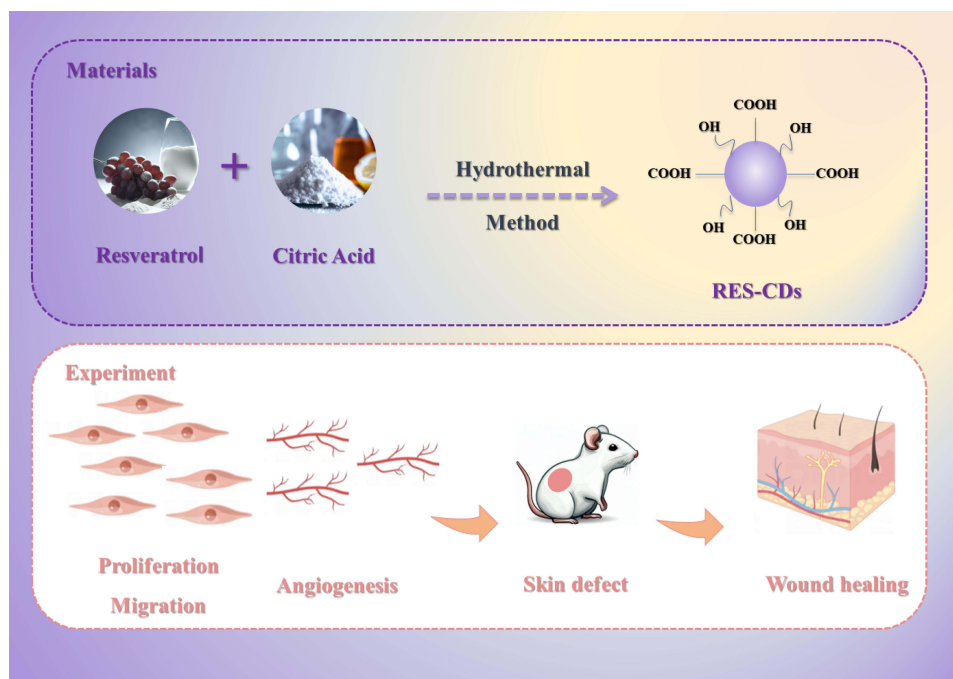 Materials
+
Resveratrol
Citric Acid
Hydrothermal
Method
COOH
OH
OH
COOH
COOH
OH
OH
COOH
RES-CDs
Experiment
Proliferation
Migration
Angiogenesis
Skin defect
Wound healing